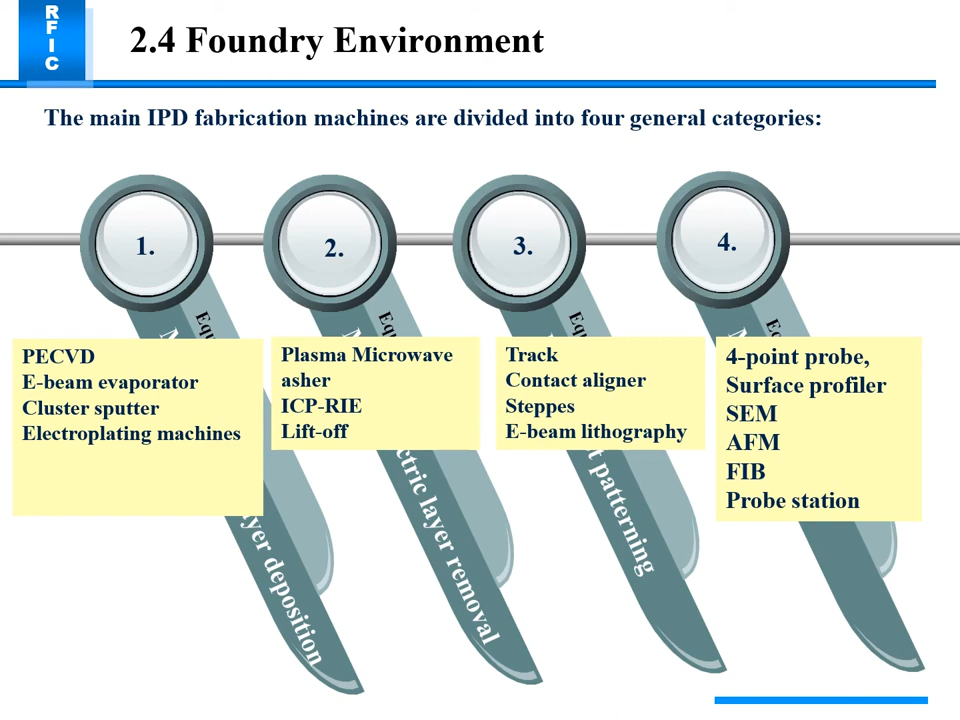 RFIC
2.4 Foundry Environment
The main IPD fabrication machines are divided into four general categories:
1.
2.
3.
4.
PECVD
E-beam evaporator
Cluster sputter
Electroplating machines
Plasma Microwave
asher
ICP-RIE
Lift-off
Track
Contact aligner
Steppes
E-beam lithography
4-point probe,
Surface profiler
SEM
AFM
FIB
Probe station
deposition
layer removal
patterning